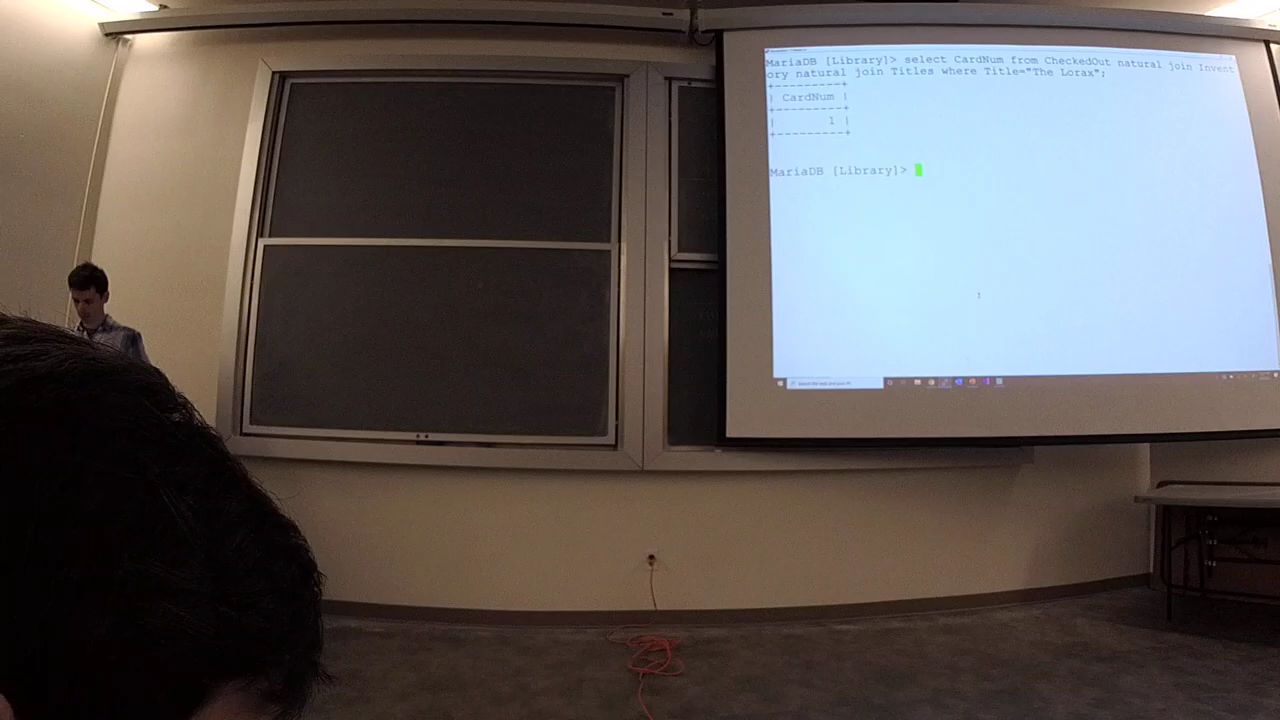 MariaDB [Library]> select CardNum from CheckedOut natural join Invent
ory natural join Titles where Title="The Lorax";
+---------+
| CardNum |
+---------+
|       1 |
+---------+
MariaDB [Library]>